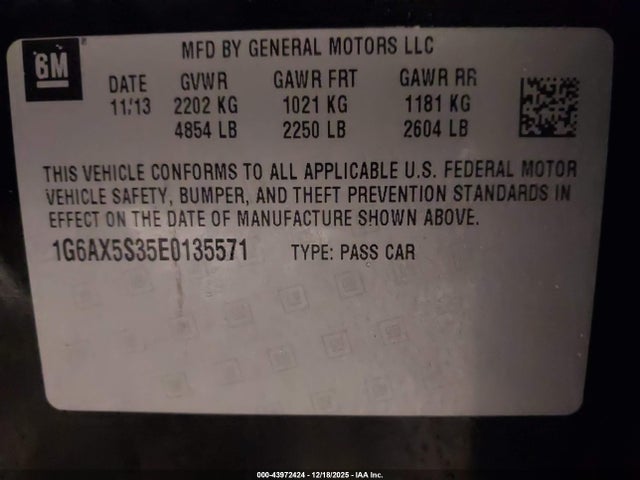 GM
MFD BY GENERAL MOTORS LLC
DATE GVWR GAWR FRT GAWR RR
11/13 2202 KG 1021 KG 1181 KG
4854 LB 2250 LB 2604 LB
THIS VEHICLE CONFORMS TO ALL APPLICABLE U.S. FEDERAL MOTOR
VEHICLE SAFETY, BUMPER, AND THEFT PREVENTION STANDARDS IN
EFFECT ON THE DATE OF MANUFACTURE SHOWN ABOVE.
1G6AX5S35E0135571 TYPE: PASS CAR
000-43972424 - 12/18/2025 - IAA Inc.